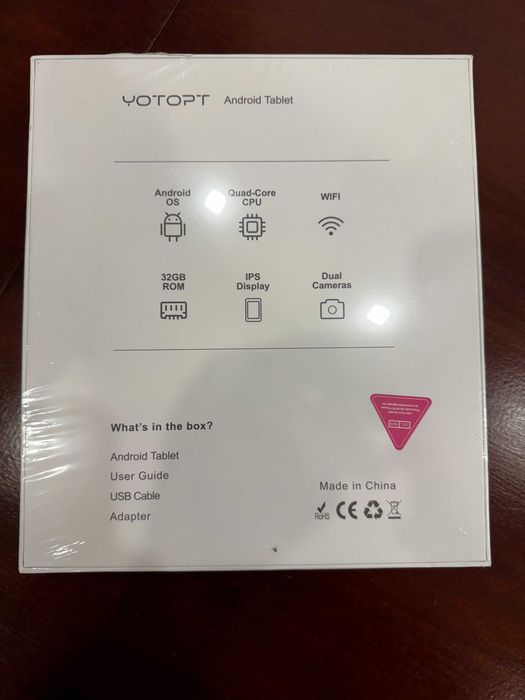 YOTOPT Android Tablet
Android
OS
Quad-Core
CPU
WIFI
32GB
ROM
IPS
Display
Dual
Cameras
What's in the box?
Android Tablet
User Guide
USB Cable
Adapter
Made in China
RoHS
CE